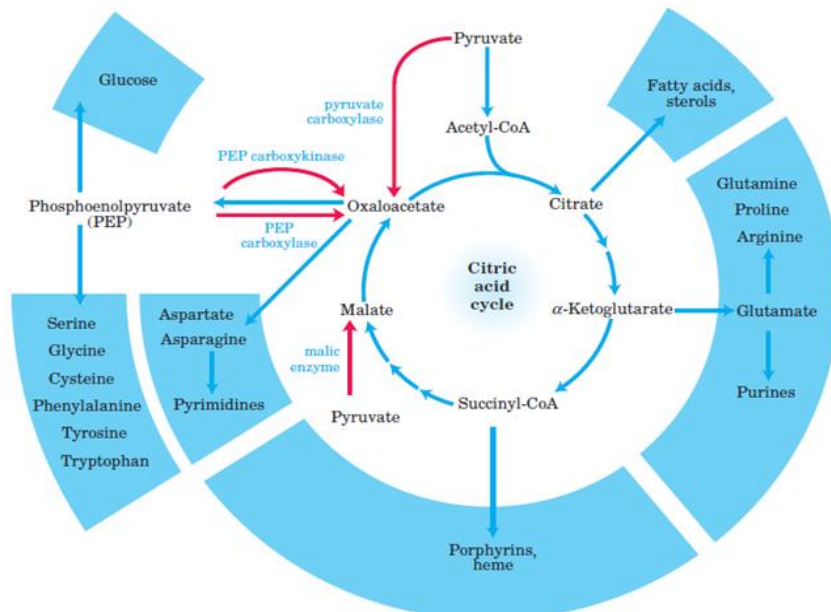 Pyruvate
Glucose
Fatty acids,
sterols
pyruvate
carboxylase
Acetyl-CoA
PEP carboxykinase
Glutamine
Proline
Arginine
Phosphoenolpyruvate
(PEP)
Oxaloacetate
Citrate
PEP
carboxylase
Citric
acid
cycle
Malate
α-Ketoglutarate
Glutamate
Aspartate
Asparagine
Pyrimidines
Serine
Glycine
Cysteine
Phenylalanine
Tyrosine
Tryptophan
malic
enzyme
Pyruvate
Succinyl-CoA
Purines
Porphyrins,
heme